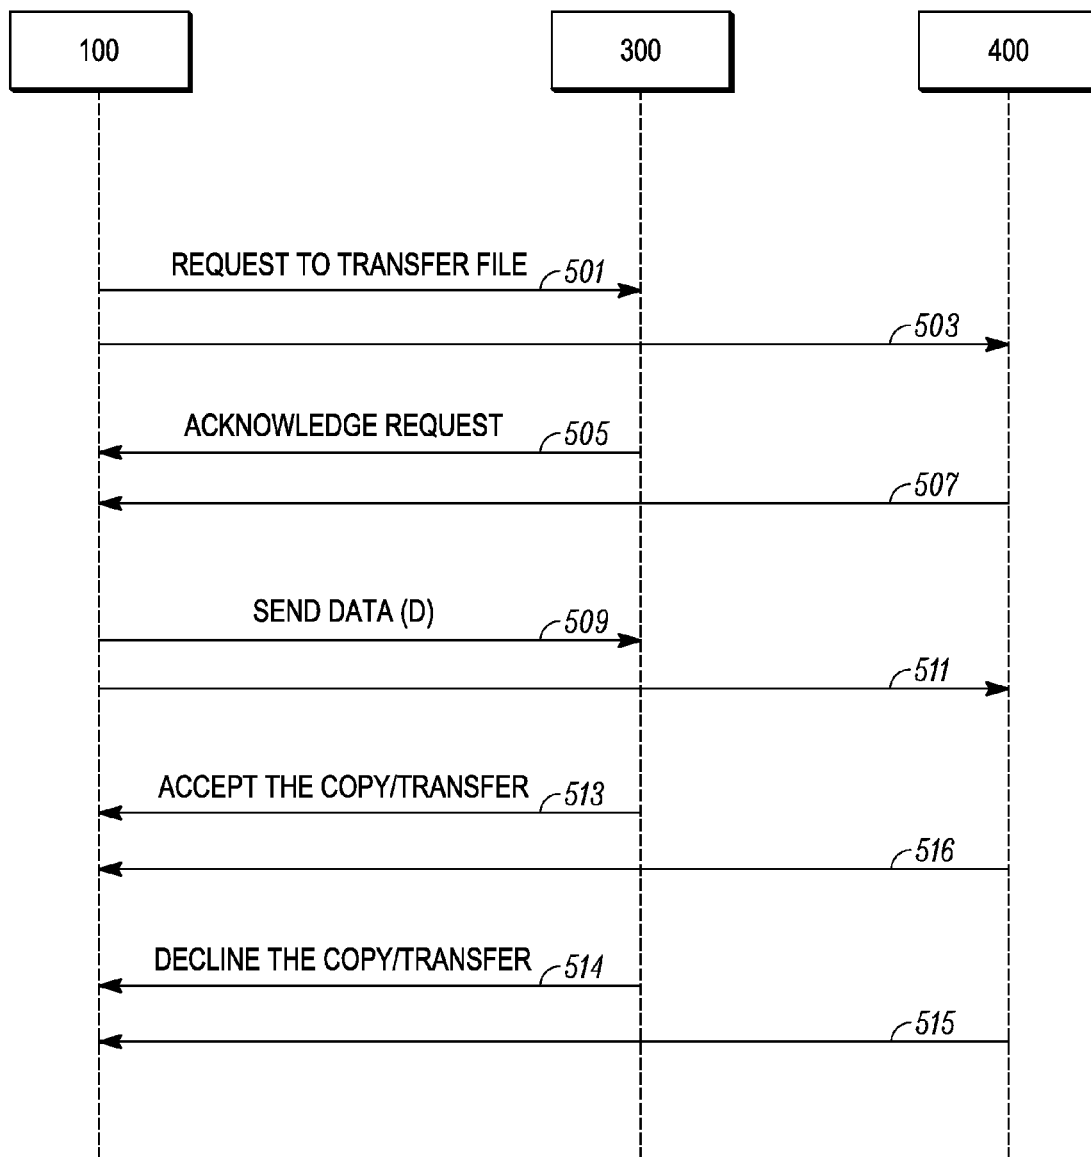 100
300
400
REQUEST TO TRANSFER FILE
501
503
ACKNOWLEDGE REQUEST
505
507
SEND DATA (D)
509
511
ACCEPT THE COPY/TRANSFER
513
516
DECLINE THE COPY/TRANSFER
514
515